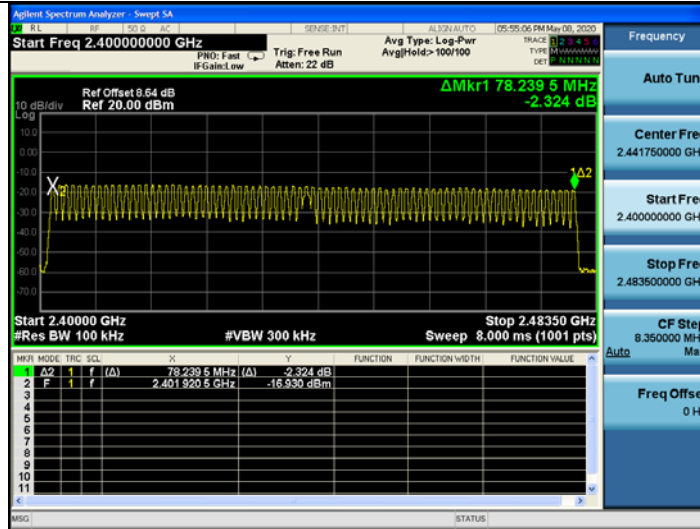 Agilent Spectrum Analyzer - Swept SA
RL RF 50 Ω AC SENSE:INT ALIGNAUTO 05:55:06 PM May 08, 2020
Start Freq 2.400000000 GHz
PNO: Fast
IFGain:Low
Trig: Free Run
Atten: 22 dB
Avg Type: Log-Pwr
Avg|Hold:>100/100
TRACE 1 2 3 4 5 6
TYPE M
DET P N N N N N
Ref Offset 8.64 dB
Ref 20.00 dBm
10 dB/div
Log
ΔMkr1 78.239 5 MHz
-2.324 dB
10.0
0.00
-10.0
-20.0
-30.0
-40.0
-50.0
-60.0
-70.0
X2
1Δ2
Start 2.40000 GHz
#Res BW 100 kHz
#VBW 300 kHz
Stop 2.48350 GHz
Sweep 8.000 ms (1001 pts)
MKR MODE TRC SCL X Y FUNCTION FUNCTION WIDTH FUNCTION VALUE
1 Δ2 1 f (Δ) 78.239 5 MHz (Δ) -2.324 dB
2 F 1 f 2.401 920 5 GHz -16.930 dBm
3
4
5
6
7
8
9
10
11
MSG
STATUS
Frequency
Auto Tun
Center Fre
2.441750000 GH
Start Fre
2.400000000 GH
Stop Fre
2.483500000 GH
CF Ste
8.350000 MH
Auto Ma
Freq Offse
0 H